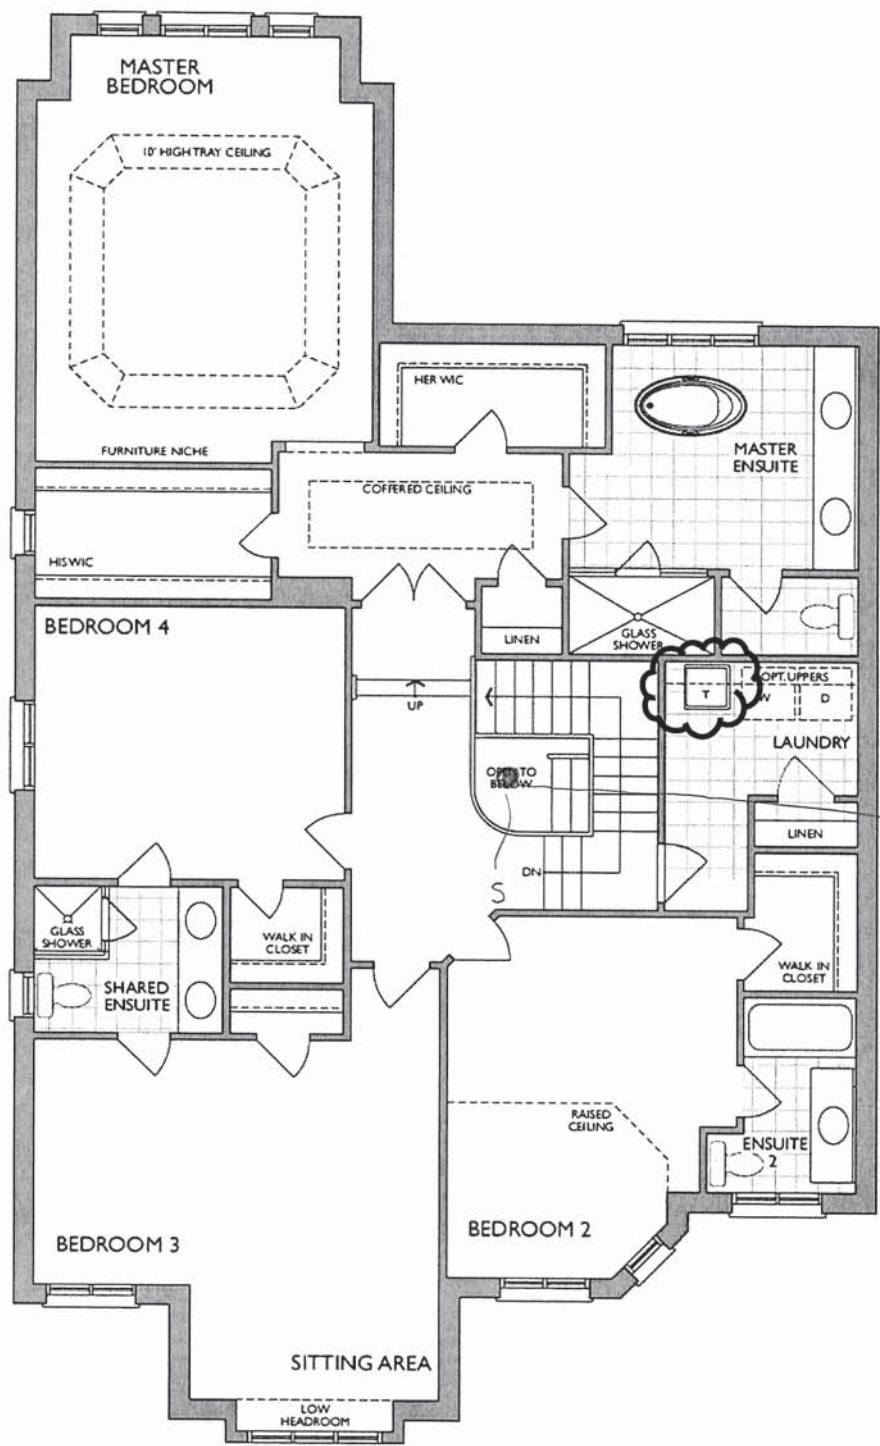 MASTER
BEDROOM
10' HIGH TRAY CEILING
FURNITURE NICHE
HER WIC
MASTER
ENSUITE
COFFERED CEILING
HIS WIC
BEDROOM 4
LINEN
GLASS
SHOWER
UP
OPT. UPPERS
T
W
D
LAUNDRY
OPEN TO
BELOW
LINEN
DN
S
GLASS
SHOWER
WALK IN
CLOSET
WALK IN
CLOSET
SHARED
ENSUITE
RAISED
CEILING
ENSUITE
2
BEDROOM 3
BEDROOM 2
SITTING AREA
LOW
HEADROOM